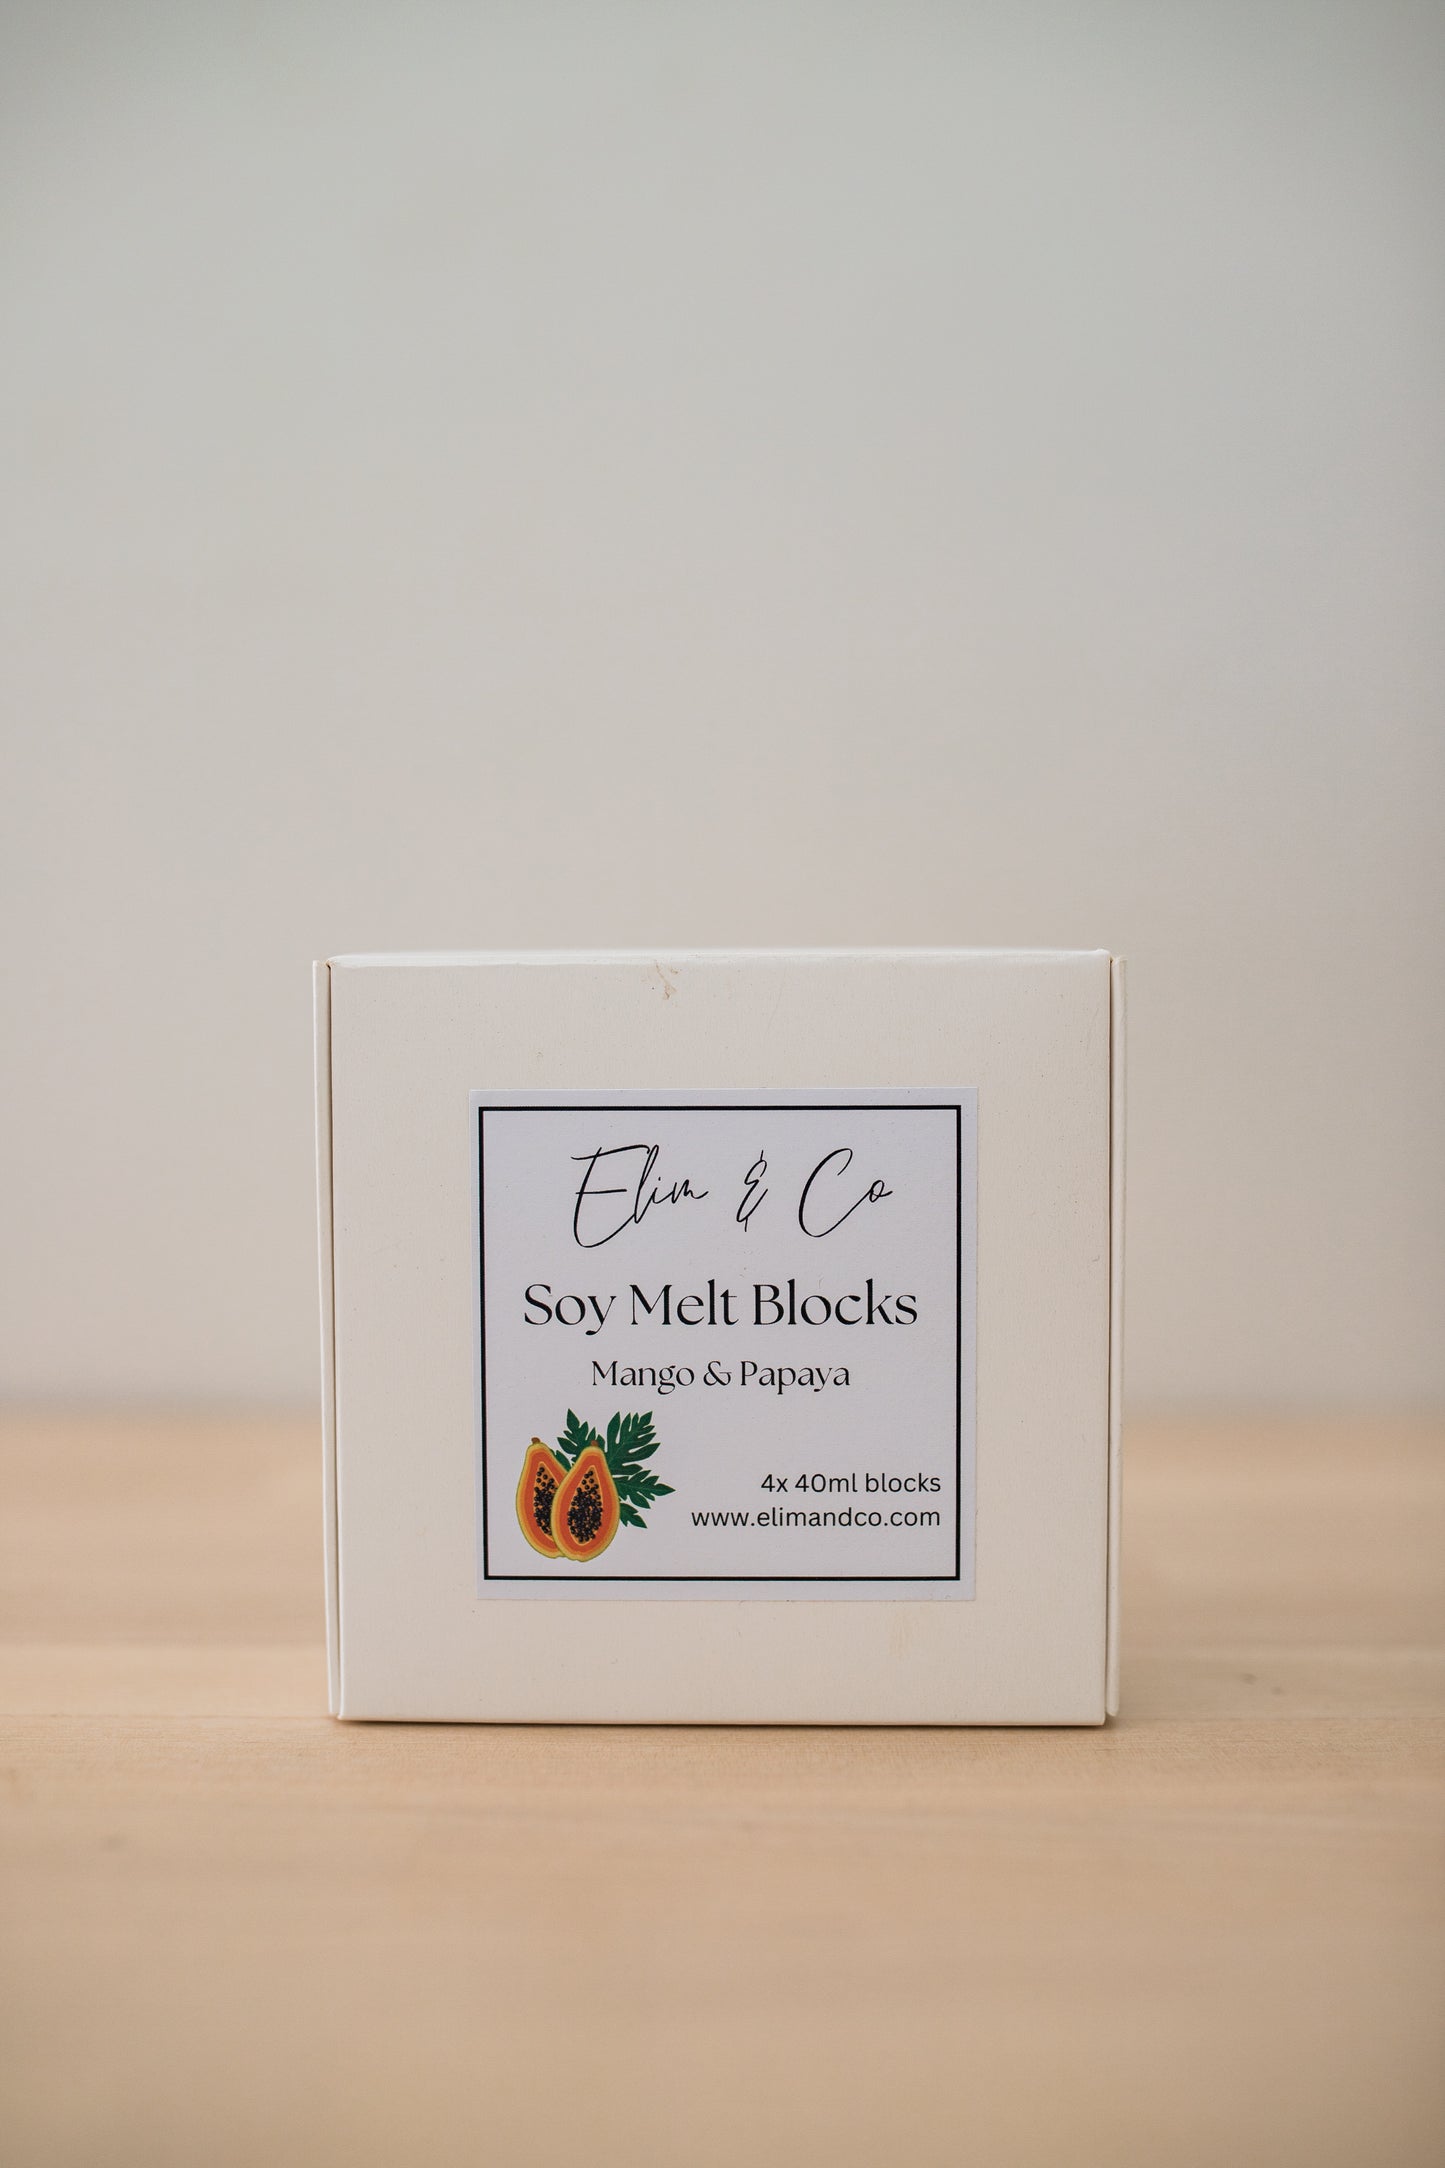 Elim & Co
Soy Melt Blocks
Mango & Papaya
4x 40ml blocks
www.elimandco.com